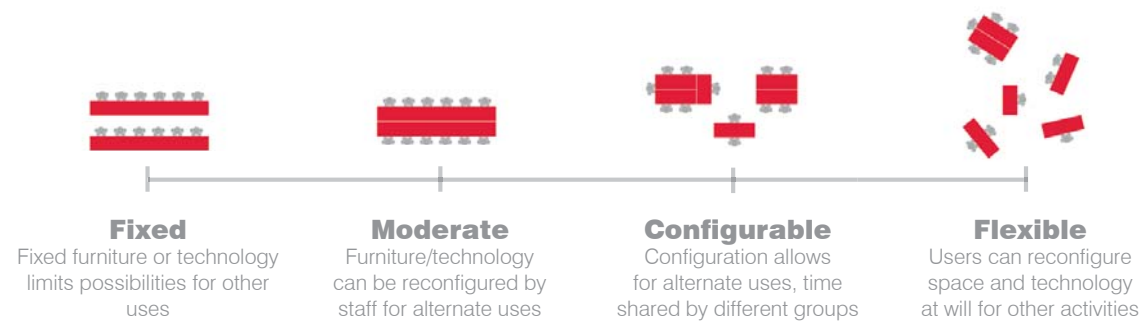 Fixed
Fixed furniture or technology
limits possibilities for other
uses
Moderate
Furniture/technology
can be reconfigured by
staff for alternate uses
Configurable
Configuration allows
for alternate uses, time
shared by different groups
Flexible
Users can reconfigure
space and technology
at will for other activities